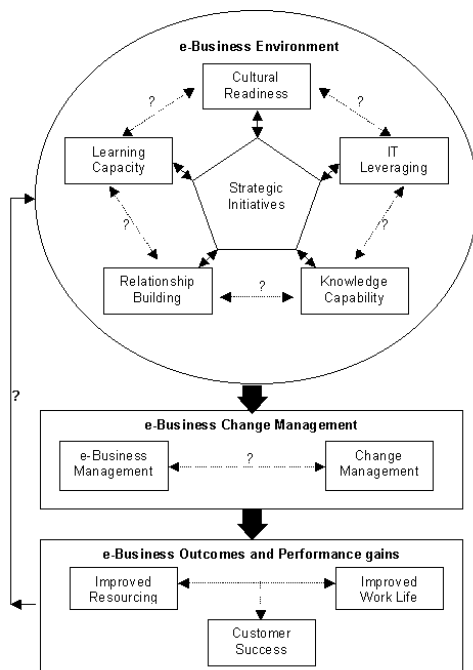 e-Business Environment
Cultural
Readiness
?
?
Learning
Capacity
IT
Leveraging
Strategic
Initiatives
?
?
Relationship
Building
?
Knowledge
Capability
?
e-Business Change Management
e-Business
Management
?
Change
Management
e-Business Outcomes and Performance gains
Improved
Resourcing
Improved
Work Life
Customer
Success